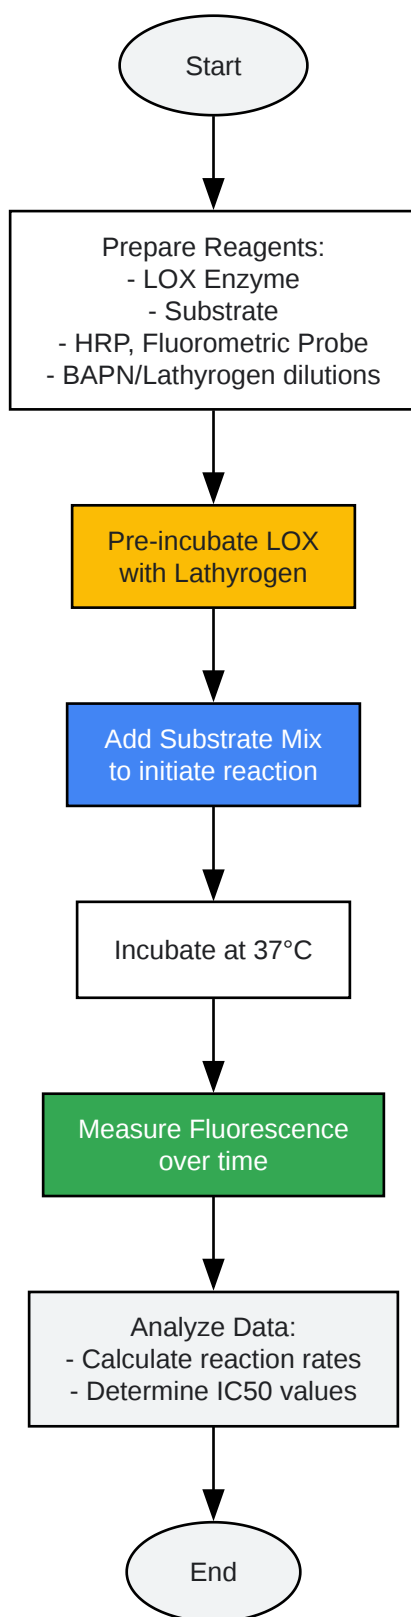 Start
Prepare Reagents:
- LOX Enzyme
- Substrate
- HRP, Fluorometric Probe
- BAPN/Lathyrogen dilutions
Pre-incubate LOX
with Lathyrogen
Add Substrate Mix
to initiate reaction
Incubate at 37°C
Measure Fluorescence
over time
Analyze Data:
- Calculate reaction rates
- Determine IC50 values
End